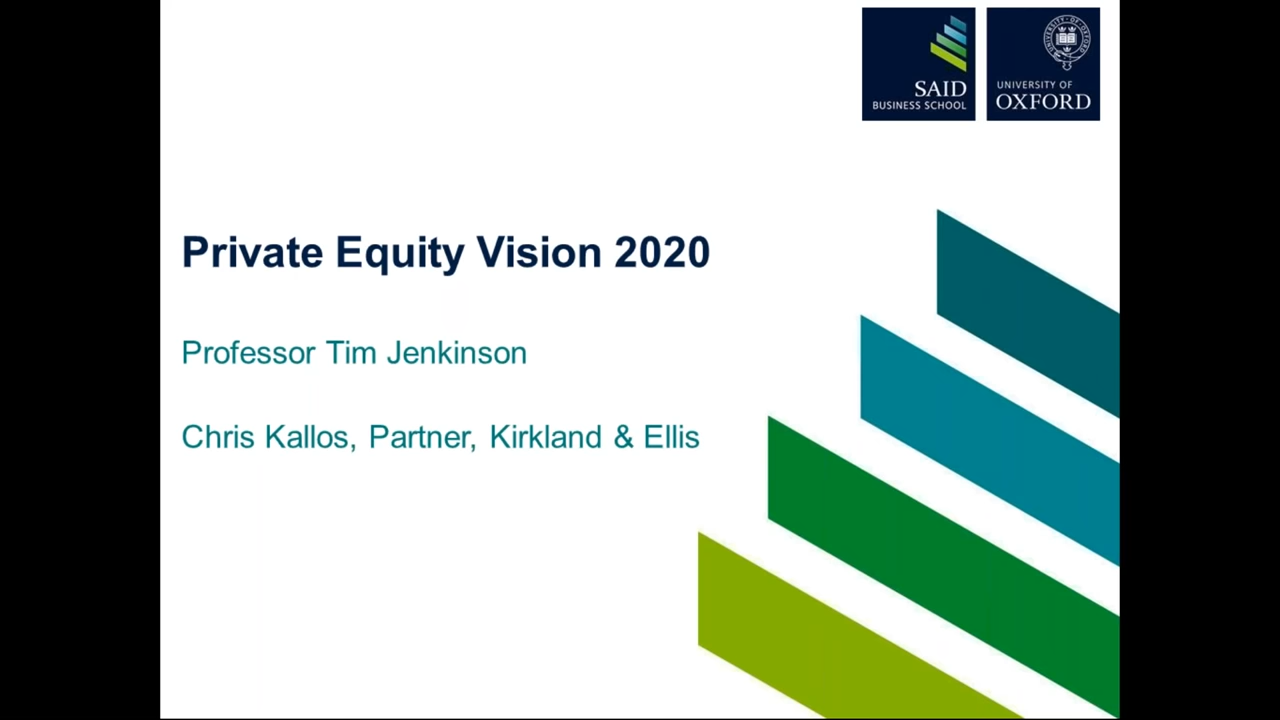 SAID
BUSINESS SCHOOL
UNIVERSITY OF
OXFORD
Private Equity Vision 2020
Professor Tim Jenkinson
Chris Kallos, Partner, Kirkland & Ellis